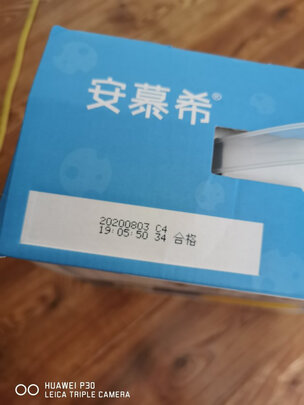 安慕希®
20200803 C4
19:05:50 34 合格
HUAWEI P30
LEICA TRIPLE CAMERA